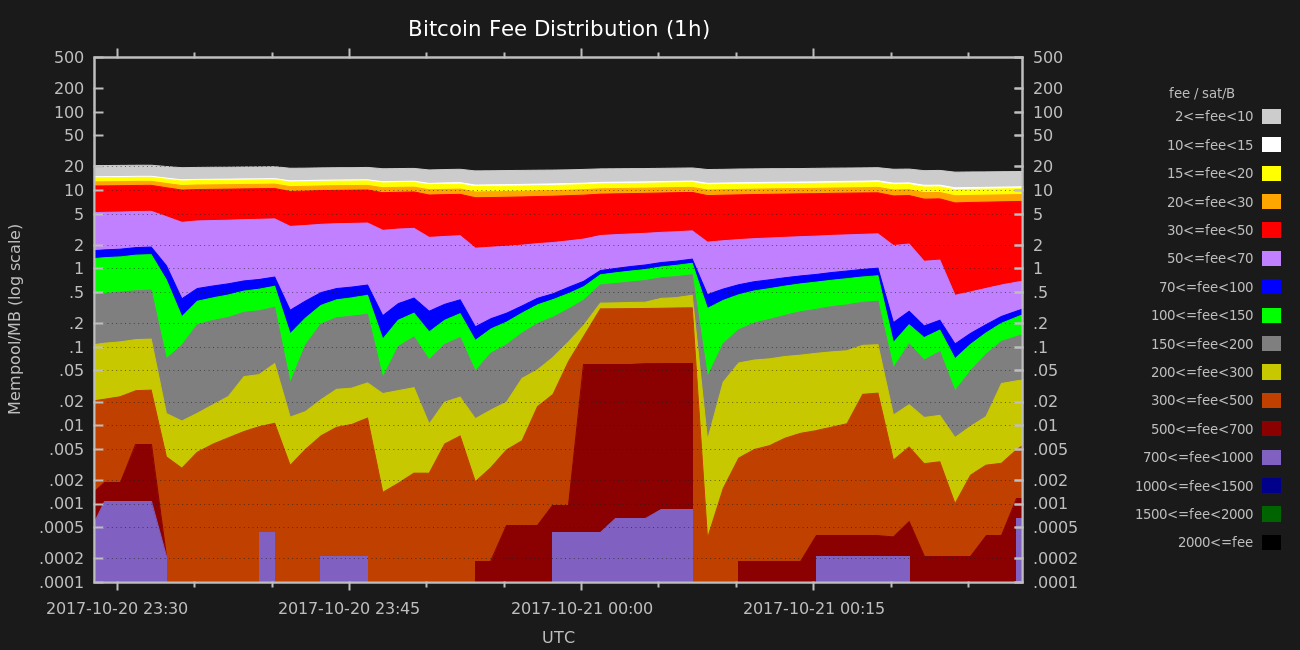 Bitcoin Fee Distribution (1h)
Mempool/MB (log scale)
500
200
100
50
20
10
5
2
1
.5
.2
.1
.05
.02
.01
.005
.002
.001
.0005
.0002
.0001
500
200
100
50
20
10
5
2
1
.5
.2
.1
.05
.02
.01
.005
.002
.001
.0005
.0002
.0001
2017-10-20 23:30
2017-10-20 23:45
2017-10-21 00:00
2017-10-21 00:15
UTC
fee / sat/B
2<=fee<10
10<=fee<15
15<=fee<20
20<=fee<30
30<=fee<50
50<=fee<70
70<=fee<100
100<=fee<150
150<=fee<200
200<=fee<300
300<=fee<500
500<=fee<700
700<=fee<1000
1000<=fee<1500
1500<=fee<2000
2000<=fee